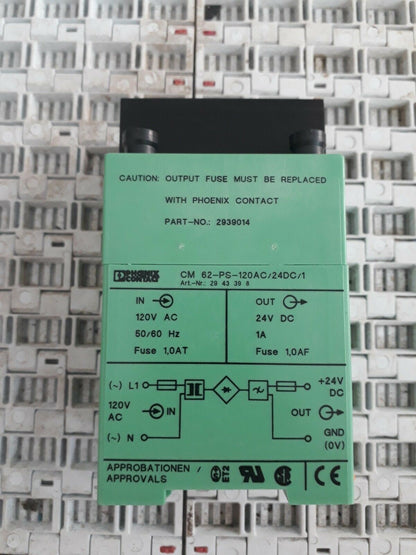 CAUTION: OUTPUT FUSE MUST BE REPLACED
WITH PHOENIX CONTACT
PART-NO.: 2939014
PHOENIX CONTACT
CM 62-PS-120AC/24DC/1
Art.-Nr.: 29 43 39 8
IN
120V AC
50/60 Hz
Fuse 1,0AT
OUT
24V DC
1A
Fuse 1,0AF
(~) L1
+24V DC
120V AC
IN
OUT
(~) N
GND (0V)
APPROBATIONEN /
APPROVALS
CE